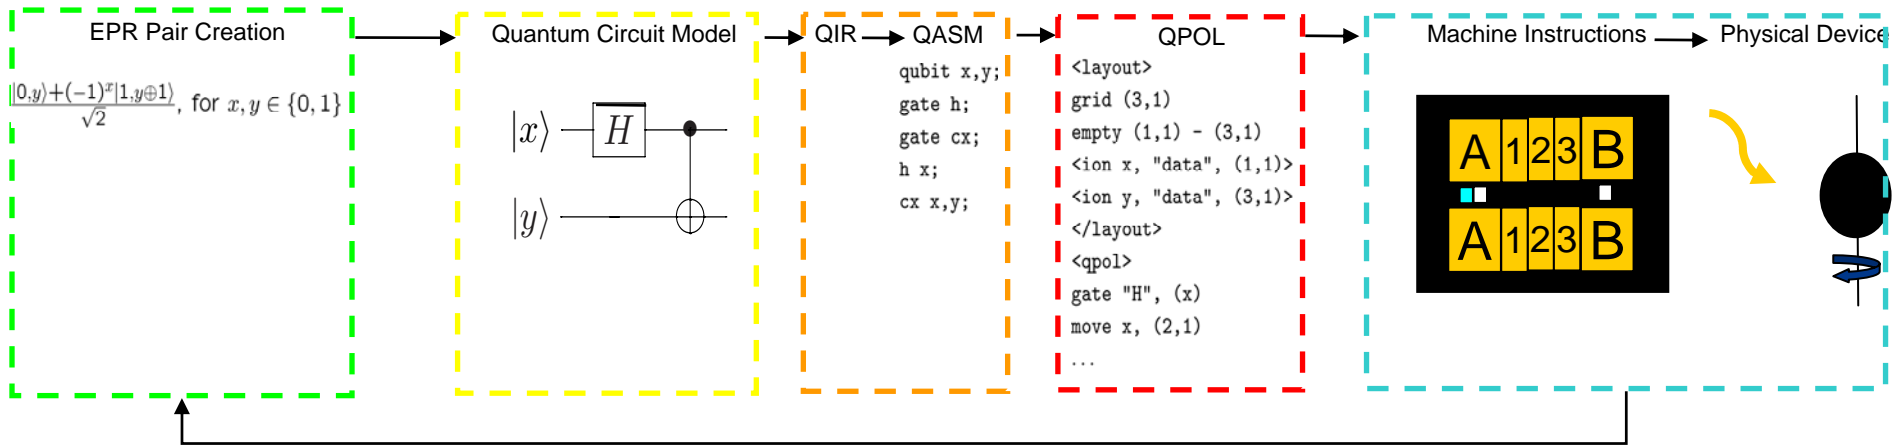 EPR Pair Creation
|0,y⟩+(-1)^x|1,y⊕1⟩ / √2, for x,y ∈ {0,1}
Quantum Circuit Model
|x⟩ H
|y⟩
QIR QASM
qubit x,y;
gate h;
gate cx;
h x;
cx x,y;
QPOL
<layout>
grid (3,1)
empty (1,1) - (3,1)
<ion x, "data", (1,1)>
<ion y, "data", (3,1)>
</layout>
<qpol>
gate "H", (x)
move x, (2,1)
...
Machine Instructions Physical Device
A 1 2 3 B
A 1 2 3 B